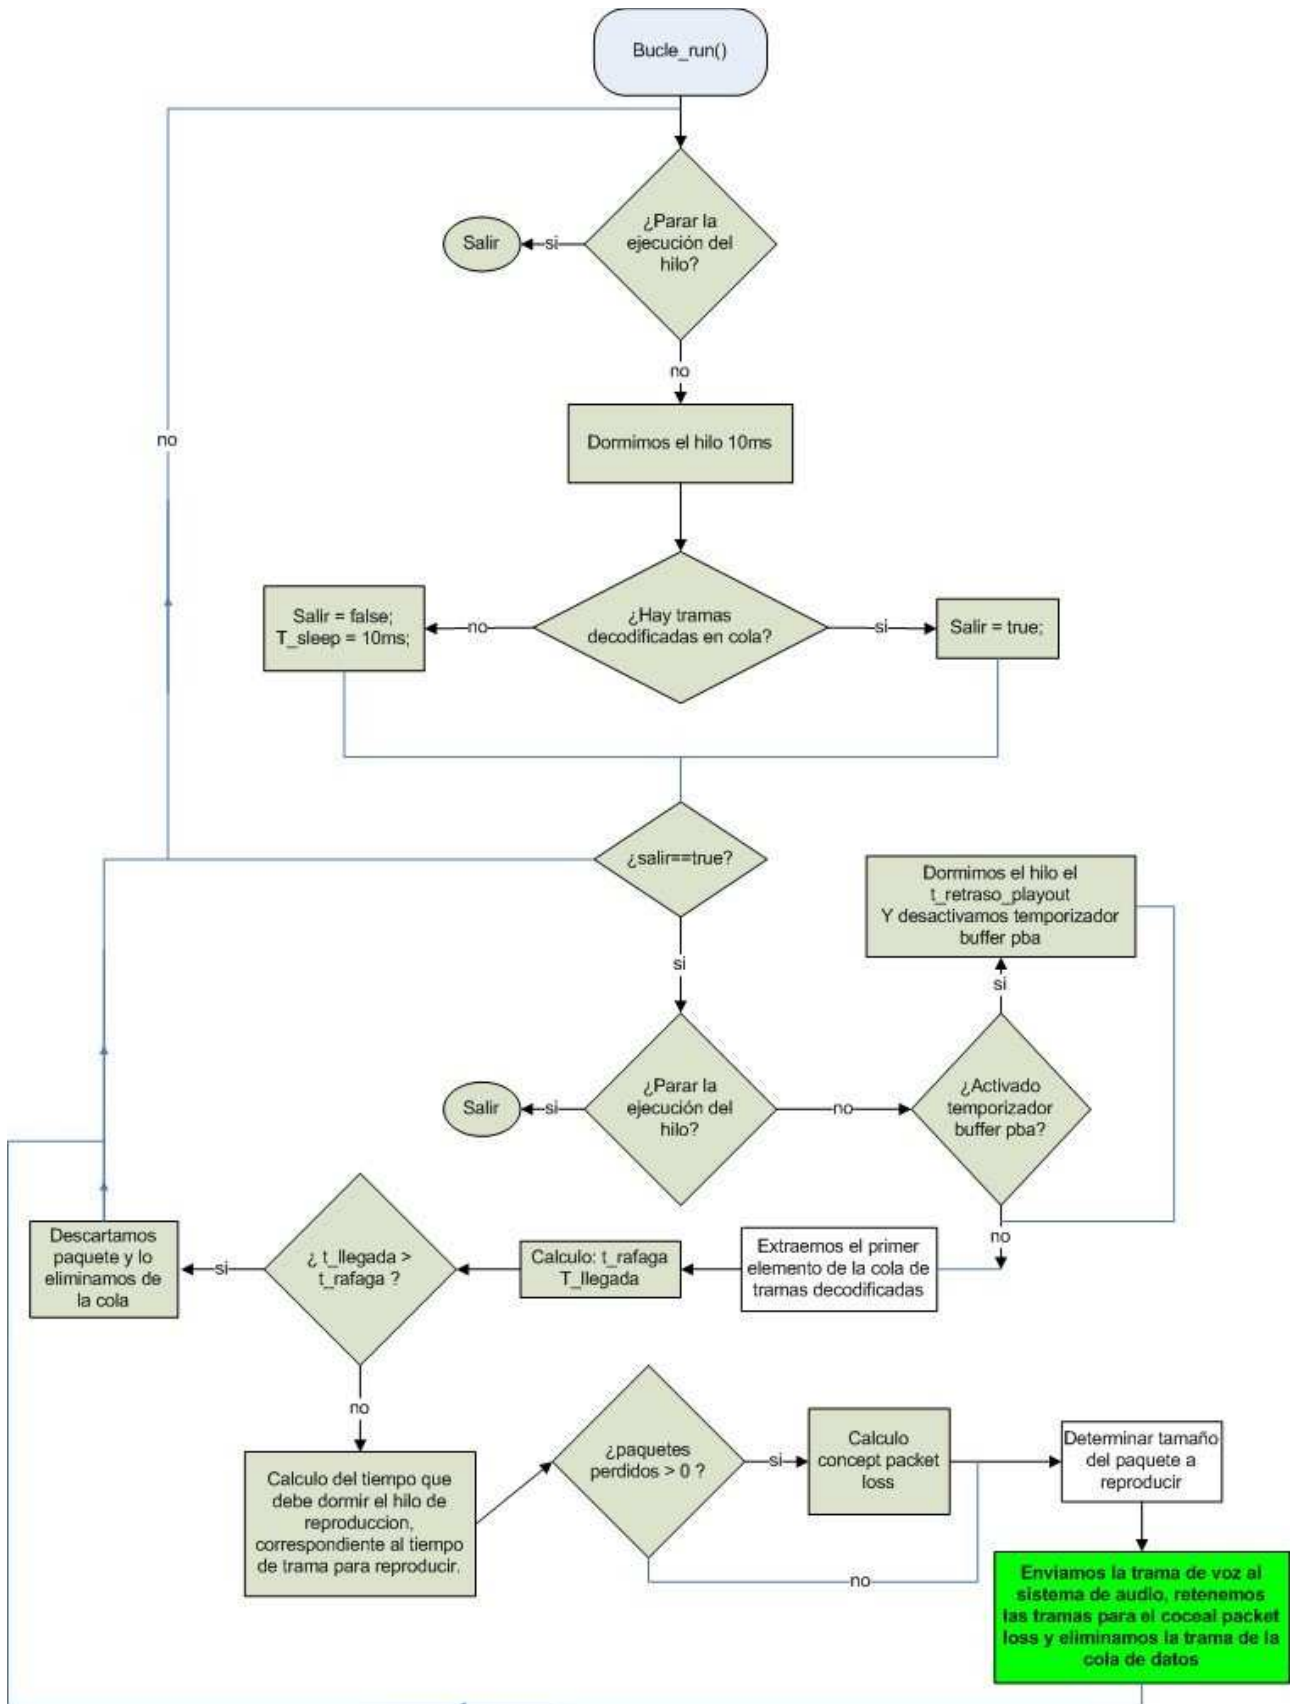 Bucle_run()
¿Parar la
ejecución del
hilo?
si
Salir
no
Dormimos el hilo 10ms
no
¿Hay tramas
decodificadas en cola?
no
Salir = false;
T_sleep = 10ms;
si
Salir = true;
¿salir==true?
Dormimos el hilo el
t_retraso_playout
Y desactivamos temporizador
buffer pba
si
si
¿Parar la
ejecución del
hilo?
si
Salir
no
¿Activado
temporizador
buffer pba?
no
Extraemos el primer
elemento de la cola de
tramas decodificadas
Calculo: t_rafaga
T_llegada
¿ t_llegada >
t_rafaga ?
si
Descartamos
paquete y lo
eliminamos de
la cola
no
Calculo del tiempo que
debe dormir el hilo de
reproduccion,
correspondiente al tiempo
de trama para reproducir.
¿paquetes
perdidos > 0 ?
si
Calculo
concept packet
loss
no
Determinar tamaño
del paquete a
reproducir
Enviamos la trama de voz al
sistema de audio, retenemos
las tramas para el coceal packet
loss y eliminamos la trama de la
cola de datos